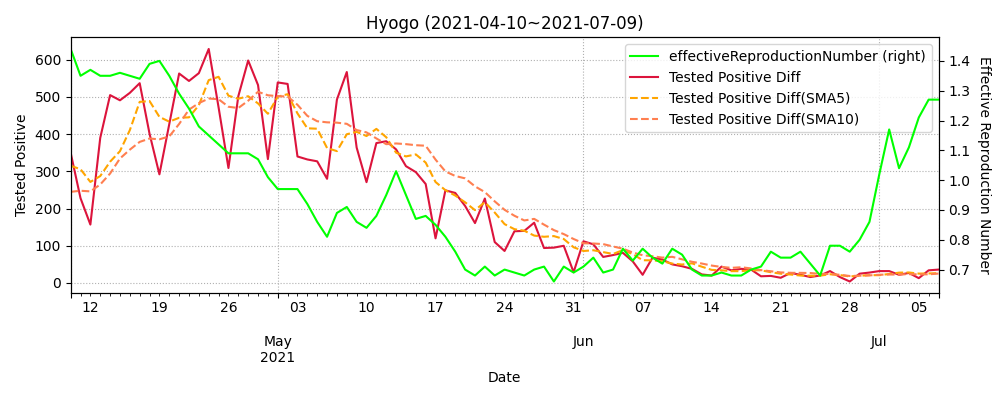 Hyogo (2021-04-10~2021-07-09)
effectiveReproductionNumber (right)
Tested Positive Diff
Tested Positive Diff(SMA5)
Tested Positive Diff(SMA10)
Tested Positive
600
500
400
300
200
100
0
1.4
1.3
1.2
1.1
1.0
0.9
0.8
0.7
Effective Reproduction Number
12 19 26 03 10 17 24 31 07 14 21 28 05
May Jun Jul
2021
Date